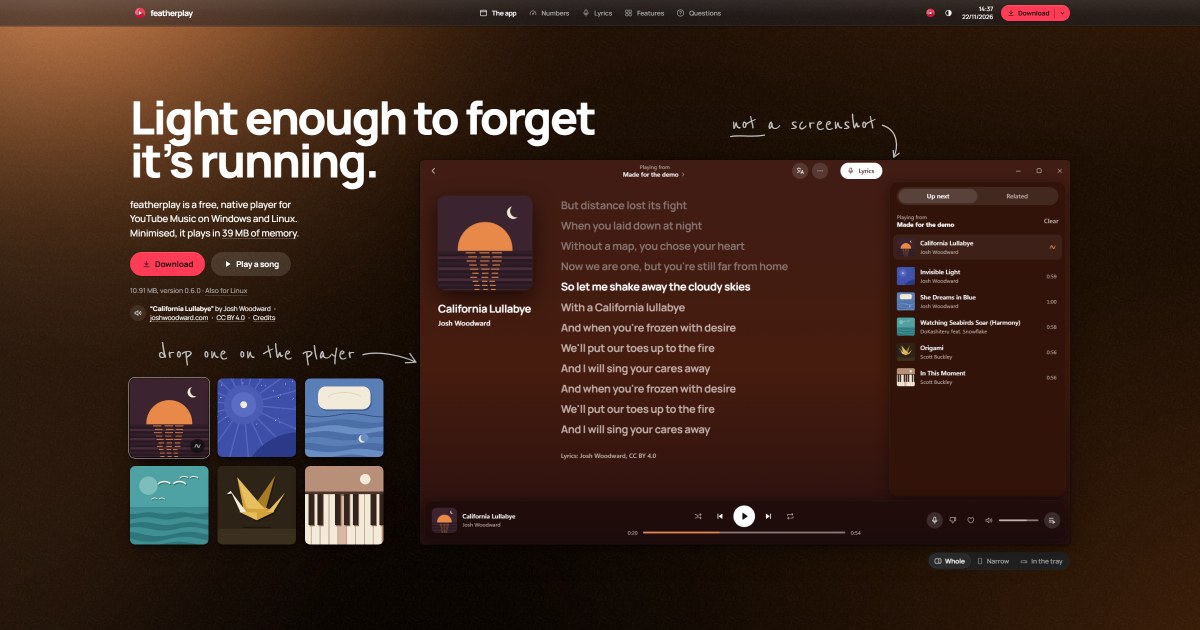 featherplay
The app
Numbers
Lyrics
Features
Questions
14:37
22/11/2026
Download
Light enough to forget
it's running.
featherplay is a free, native player for
YouTube Music on Windows and Linux.
Minimised, it plays in 39 MB of memory.
Download
Play a song
10.91 MB, version 0.6.0 · Also for Linux
"California Lullabye" by Josh Woodward ·
joshwoodward.com · CC BY 4.0 · Credits
drop one on the player
not a screenshot
Playing from
Made for the demo
Lyrics
California Lullabye
Josh Woodward
But distance lost its fight
When you laid down at night
Without a map, you chose your heart
Now we are one, but you're still far from home
So let me shake away the cloudy skies
With a California lullabye
And when you're frozen with desire
We'll put our toes up to the fire
And I will sing your cares away
And when you're frozen with desire
We'll put our toes up to the fire
And I will sing your cares away
Lyrics: Josh Woodward, CC BY 4.0
Up next
Related
Playing from
Made for the demo
Clear
California Lullabye
Josh Woodward
Invisible Light
Josh Woodward
0:59
She Dreams in Blue
Josh Woodward
1:00
Watching Seabirds Soar (Harmony)
DoKashiteru feat. Snowflake
0:58
Origami
Scott Buckley
0:56
In This Moment
Scott Buckley
0:56
California Lullabye
Josh Woodward
0:20
0:54
Whole
Narrow
In the tray